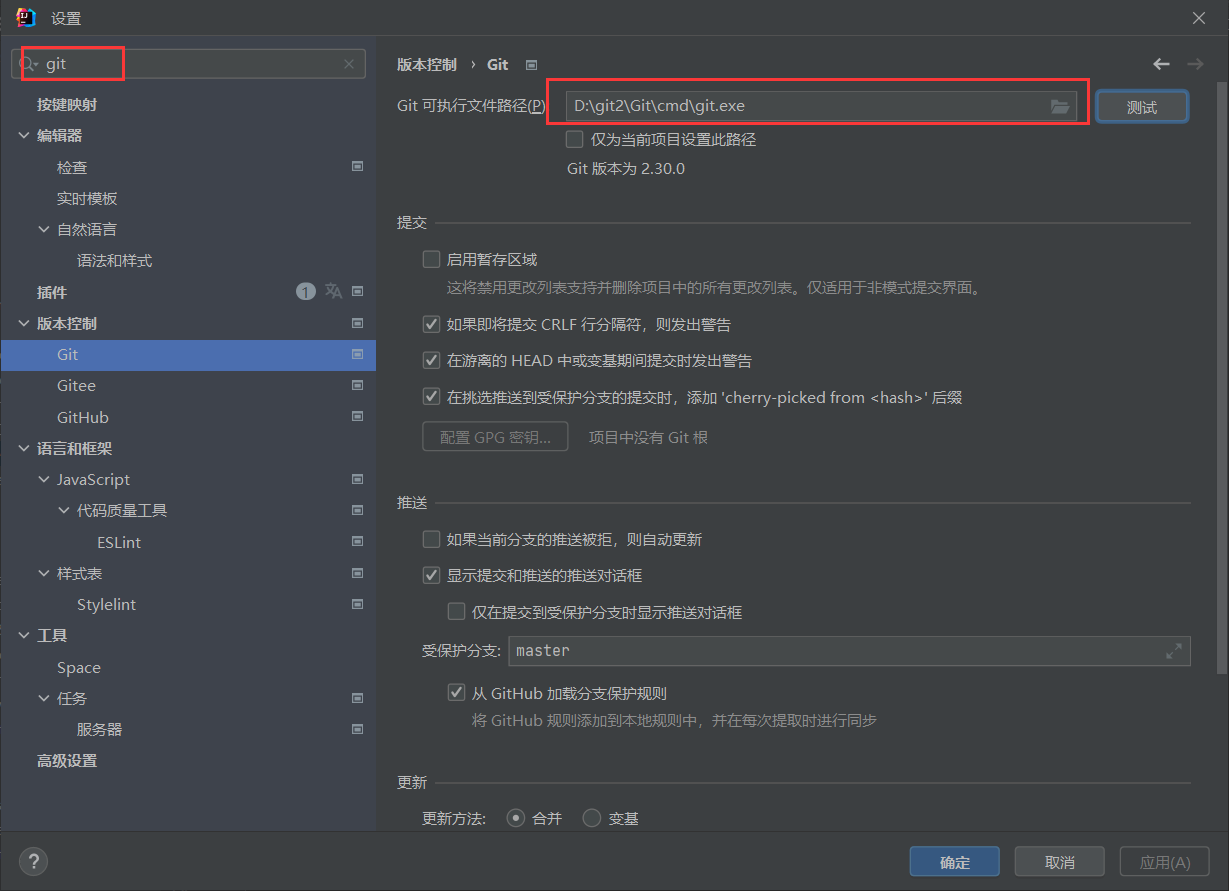 设置
git
按键映射
编辑器
检查
实时模板
自然语言
语法和样式
插件 1
版本控制
Git
Gitee
GitHub
语言和框架
JavaScript
代码质量工具
ESLint
样式表
Stylelint
工具
Space
任务
服务器
高级设置
版本控制 › Git
Git 可执行文件路径(P) D:\git2\Git\cmd\git.exe 测试
仅为当前项目设置此路径
Git 版本为 2.30.0
提交
启用暂存区域
这将禁用更改列表支持并删除项目中的所有更改列表。仅适用于非模式提交界面。
如果即将提交 CRLF 行分隔符，则发出警告
在游离的 HEAD 中或变基期间提交时发出警告
在挑选推送到受保护分支的提交时，添加 'cherry-picked from <hash>' 后缀
配置 GPG 密钥... 项目中没有 Git 根
推送
如果当前分支的推送被拒，则自动更新
显示提交和推送的推送对话框
仅在提交到受保护分支时显示推送对话框
受保护分支: master
从 GitHub 加载分支保护规则
将 GitHub 规则添加到本地规则中，并在每次提取时进行同步
更新
更新方法: 合并 变基
? 确定 取消 应用(A)